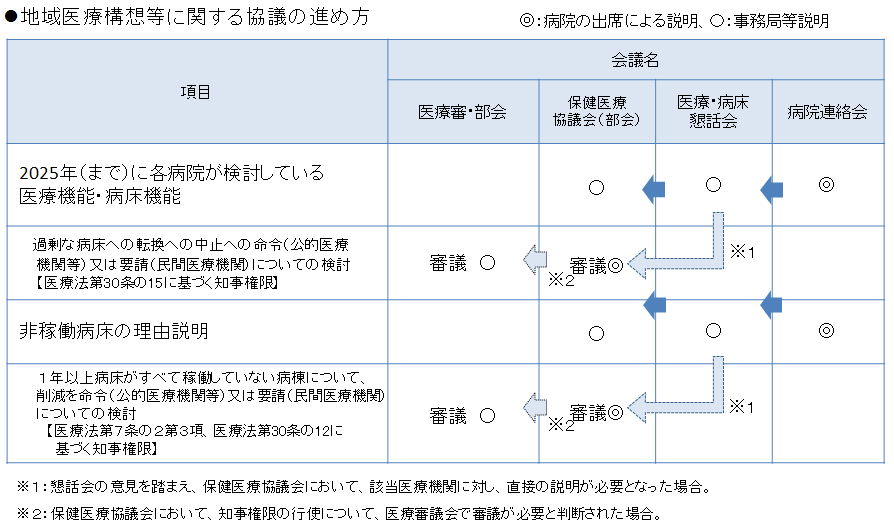 ●地域医療構想等に関する協議の進め方
◎：病院の出席による説明、○：事務局等説明
項目
会議名
医療審・部会
保健医療
協議会（部会）
医療・病床
懇話会
病院連絡会
2025年（まで）に各病院が検討している
医療機能・病床機能
○
○
◎
過剰な病床への転換への中止への命令（公的医療
機関等）又は要請（民間医療機関）についての検討
【医療法第30条の15に基づく知事権限】
審議 ○
※2
審議◎
※1
非稼働病床の理由説明
○
○
◎
１年以上病床がすべて稼働していない病棟について、
削減を命令（公的医療機関等）又は要請（民間医療機関）
についての検討
【医療法第７条の２第３項、医療法第30条の12に
基づく知事権限】
審議 ○
※2
審議◎
※1
※１：懇話会の意見を踏まえ、保健医療協議会において、該当医療機関に対し、直接の説明が必要となった場合。
※２：保健医療協議会において、知事権限の行使について、医療審議会で審議が必要と判断された場合。